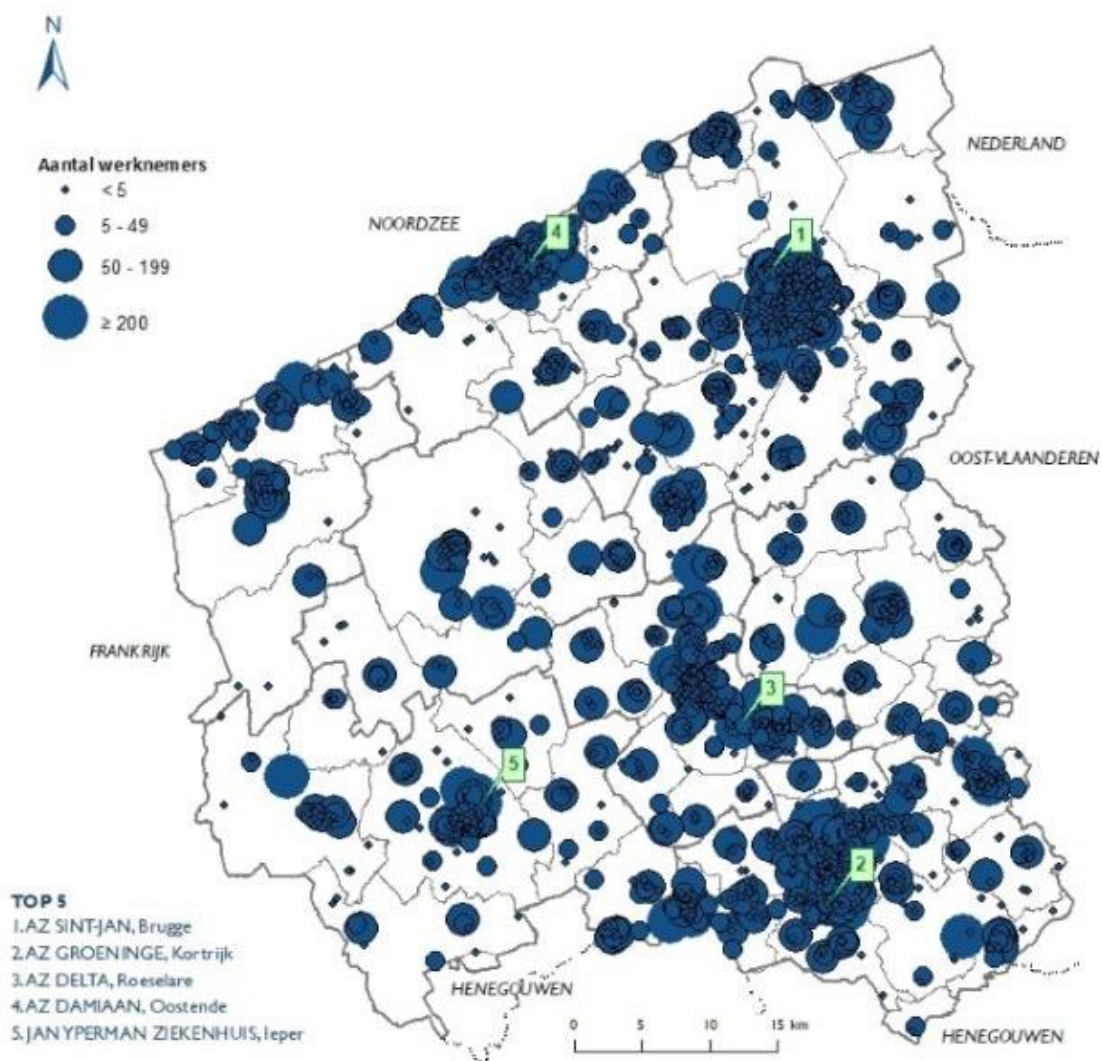 N
Aantal werknemers
< 5
5 - 49
50 - 199
≥ 200
NOORDZEE
NEDERLAND
OOST-VLAANDEREN
FRANKRIJK
HENEGOUWEN
HENEGOUWEN
4
1
3
5
2
TOP 5
1. AZ SINT-JAN, Brugge
2. AZ GROENINGE, Kortrijk
3. AZ DELTA, Roeselare
4. AZ DAMIAAN, Oostende
5. JAN YPERMAN ZIEKENHUIS, Ieper
0 5 10 15 km